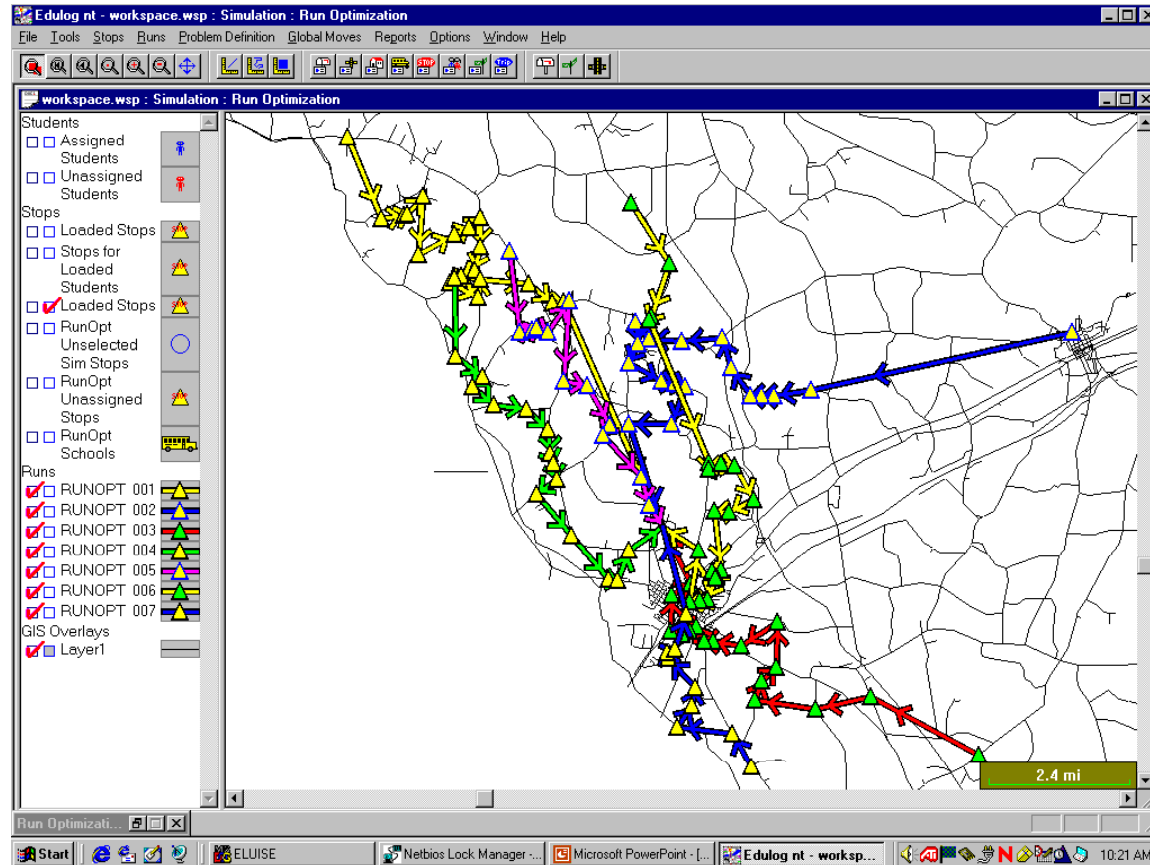 Edulog nt - workspace.wsp : Simulation : Run Optimization
File Tools Stops Runs Problem Definition Global Moves Reports Options Window Help
workspace.wsp : Simulation : Run Optimization
Students
Assigned
Students
Unassigned
Students
Stops
Loaded Stops
Stops for
Loaded
Students
Loaded Stops
RunOpt
Unselected
Sim Stops
RunOpt
Unassigned
Stops
RunOpt
Schools
Runs
RUNOPT 001
RUNOPT 002
RUNOPT 003
RUNOPT 004
RUNOPT 005
RUNOPT 006
RUNOPT 007
GIS Overlays
Layer1
2.4 mi
Run Optimizati...
Start ELUISE Netbios Lock Manager -... Microsoft PowerPoint - [... Edulog nt - worksp... N 10:21 AM